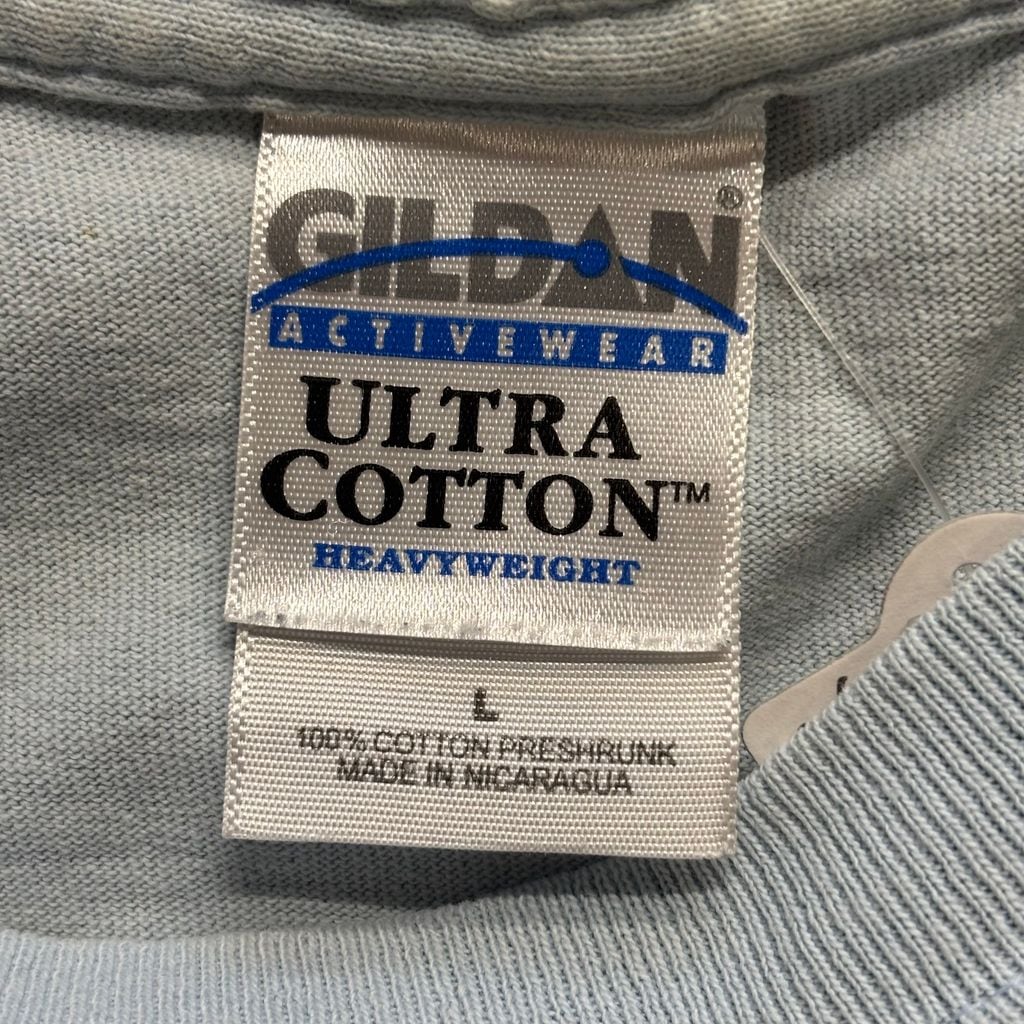 GILDAN®
ACTIVEWEAR
ULTRA
COTTON™
HEAVYWEIGHT
L
100% COTTON PRESHRUNK
MADE IN NICARAGUA